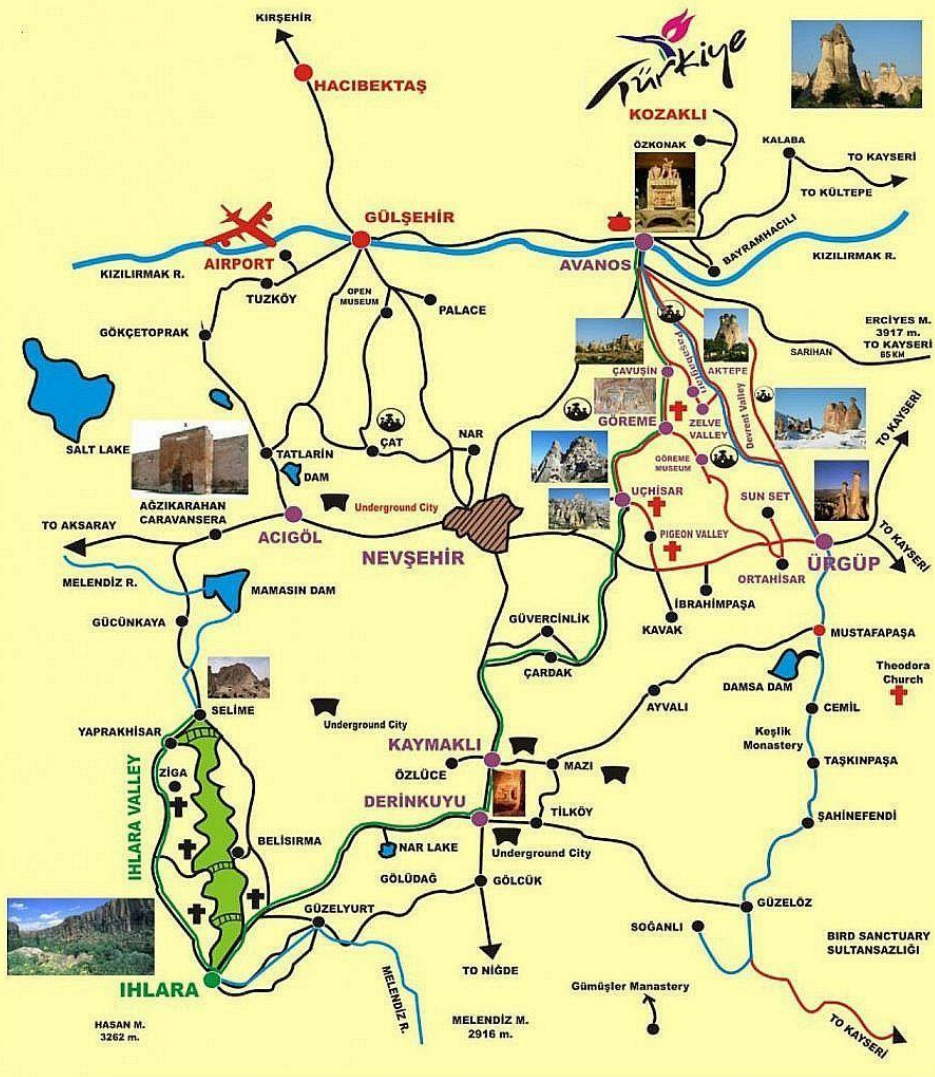 KIRŞEHİR
HACIBEKTAŞ
Türkiye
KOZAKLI
ÖZKONAK
KALABA
TO KAYSERİ
TO KÜLTEPE
GÜLŞEHİR
AIRPORT
KIZILIRMAK R.
TUZKÖY
OPEN
MUSEUM
PALACE
AVANOS
BAYRAMHACILI
KIZILIRMAK R.
GÖKÇETOPRAK
ERCİYES M.
3917 m.
TO KAYSERİ
65 KM
SARIHAN
Paşabağları
AKTEPE
ÇAVUŞİN
Devrent Valley
ZELVE
VALLEY
GÖREME
GÖREME
MUSEUM
TO KAYSERİ
SALT LAKE
TATLARİN
DAM
ÇAT
NAR
AĞZIKARAHAN
CARAVANSERA
Underground City
UÇHİSAR
SUN SET
TO AKSARAY
ACIGÖL
NEVŞEHİR
PIGEON VALLEY
ÜRGÜP
TO KAYSERİ
ORTAHİSAR
MELENDİZ R.
MAMASIN DAM
GÜCÜNKAYA
İBRAHİMPAŞA
KAVAK
GÜVERCİNLİK
ÇARDAK
MUSTAFAPAŞA
DAMSA DAM
Theodora
Church
SELİME
AYVALI
CEMİL
YAPRAKHİSAR
Underground City
Keşlik
Monastery
KAYMAKLI
ÖZLÜCE
MAZI
TAŞKINPAŞA
ZİGA
IHLARA VALLEY
DERİNKUYU
TİLKÖY
ŞAHİNEFENDİ
BELİSIRMA
NAR LAKE
Underground City
GÖLÜDAĞ
GÖLCÜK
GÜZELYURT
GÜZELÖZ
SOĞANLI
BIRD SANCTUARY
SULTANSAZLIĞI
IHLARA
TO NİĞDE
MELENDİZ R.
Gümüşler Manastery
HASAN M.
3262 m.
MELENDİZ M.
2916 m.
TO KAYSERİ